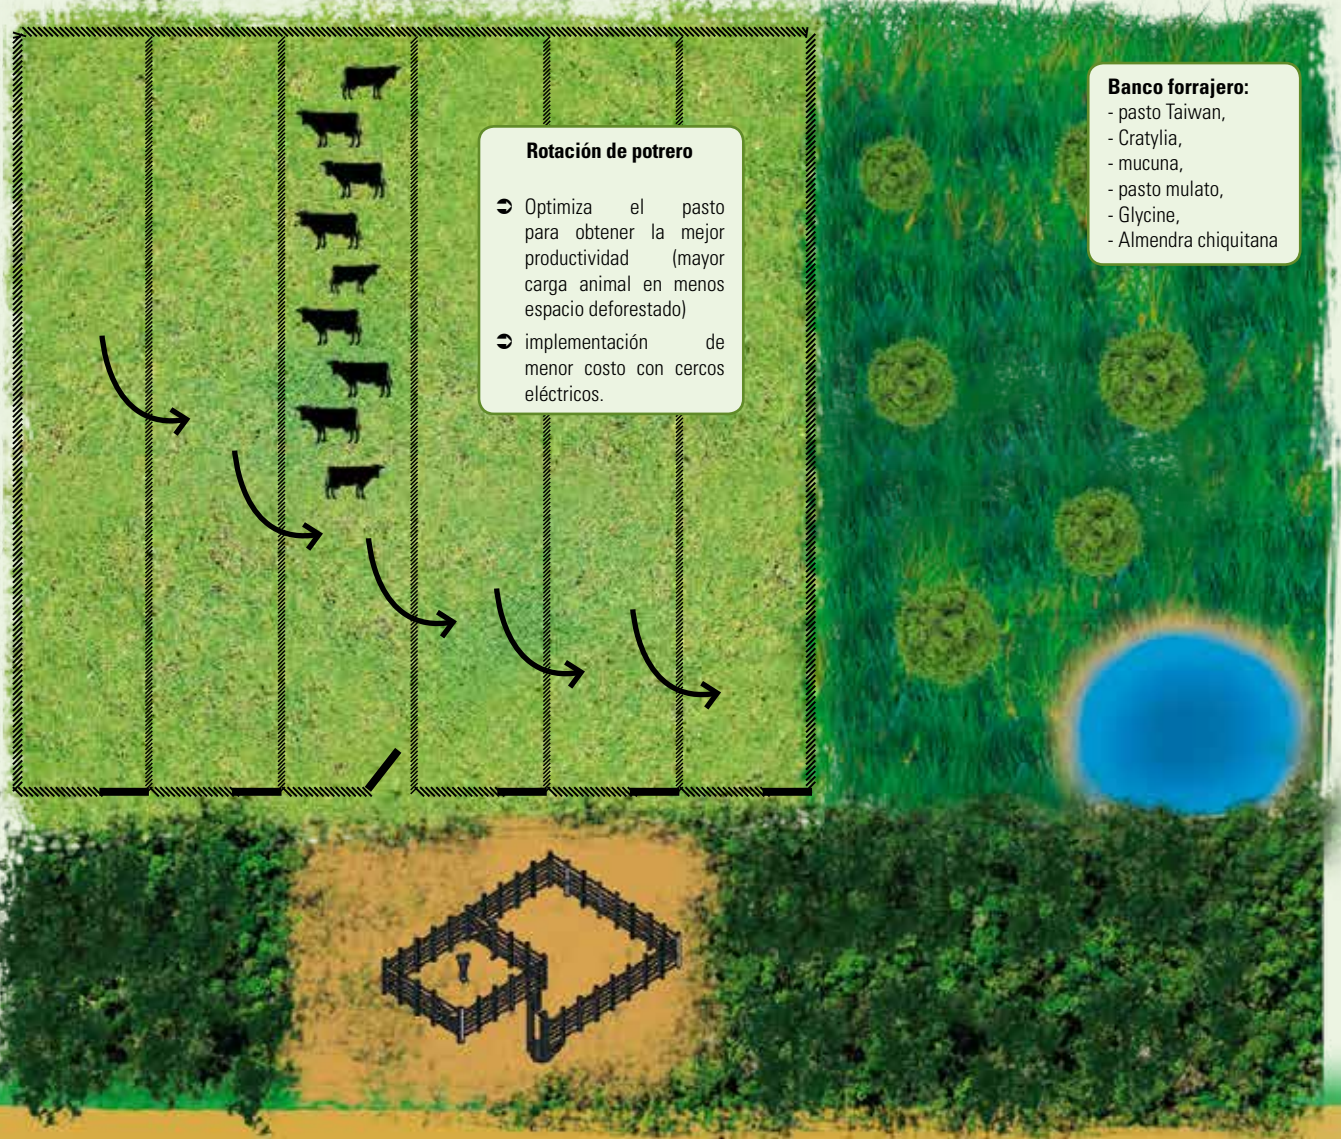 Rotación de potrero
➲ Optimiza el pasto
para obtener la mejor
productividad (mayor
carga animal en menos
espacio deforestado)
➲ implementación de
menor costo con cercos
eléctricos.
Banco forrajero:
- pasto Taiwan,
- Cratylia,
- mucuna,
- pasto mulato,
- Glycine,
- Almendra chiquitana